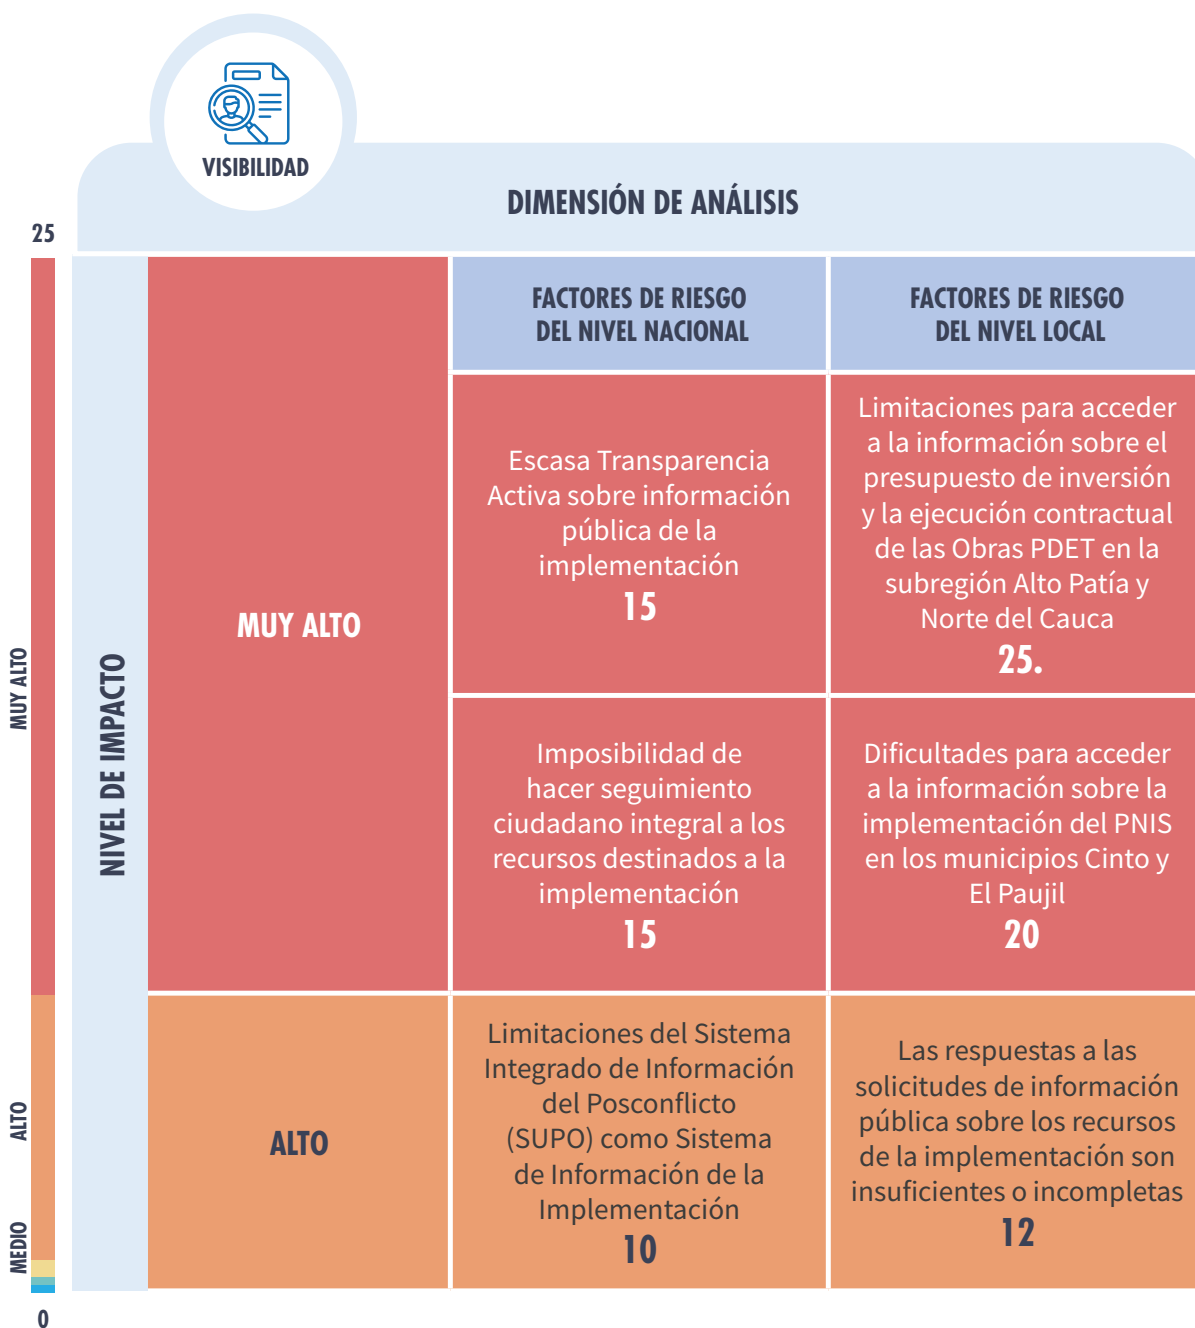 VISIBILIDAD
DIMENSIÓN DE ANÁLISIS
25
FACTORES DE RIESGO
DEL NIVEL NACIONAL
FACTORES DE RIESGO
DEL NIVEL LOCAL
MUY ALTO
NIVEL DE IMPACTO
MUY ALTO
Escasa Transparencia
Activa sobre información
pública de la
implementación
15
Limitaciones para acceder
a la información sobre el
presupuesto de inversión
y la ejecución contractual
de las Obras PDET en la
subregión Alto Patía y
Norte del Cauca
25.
Imposibilidad de
hacer seguimiento
ciudadano integral a los
recursos destinados a la
implementación
15
Dificultades para acceder
a la información sobre la
implementación del PNIS
en los municipios Cinto y
El Paujil
20
ALTO
MEDIO
ALTO
Limitaciones del Sistema
Integrado de Información
del Posconflicto
(SUPO) como Sistema
de Información de la
Implementación
10
Las respuestas a las
solicitudes de información
pública sobre los recursos
de la implementación son
insuficientes o incompletas
12
0